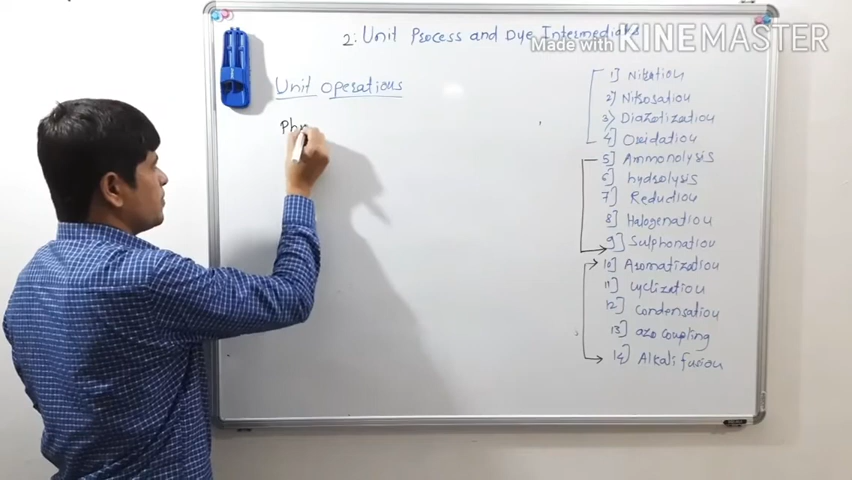 2. Unit Process and Dye Intermediars
Made with KINEMASTER
Unit Operations
Ph
1] Nitration
2] Nitrosation
3] Diazotization
4] Oxidation
5] Ammonolysis
6] hydrolysis
7] Reduction
8] Halogenation
9] Sulphonation
10] Aromatization
11] Cyclization
12] Condensation
13] azo coupling
14] Alkali fusion